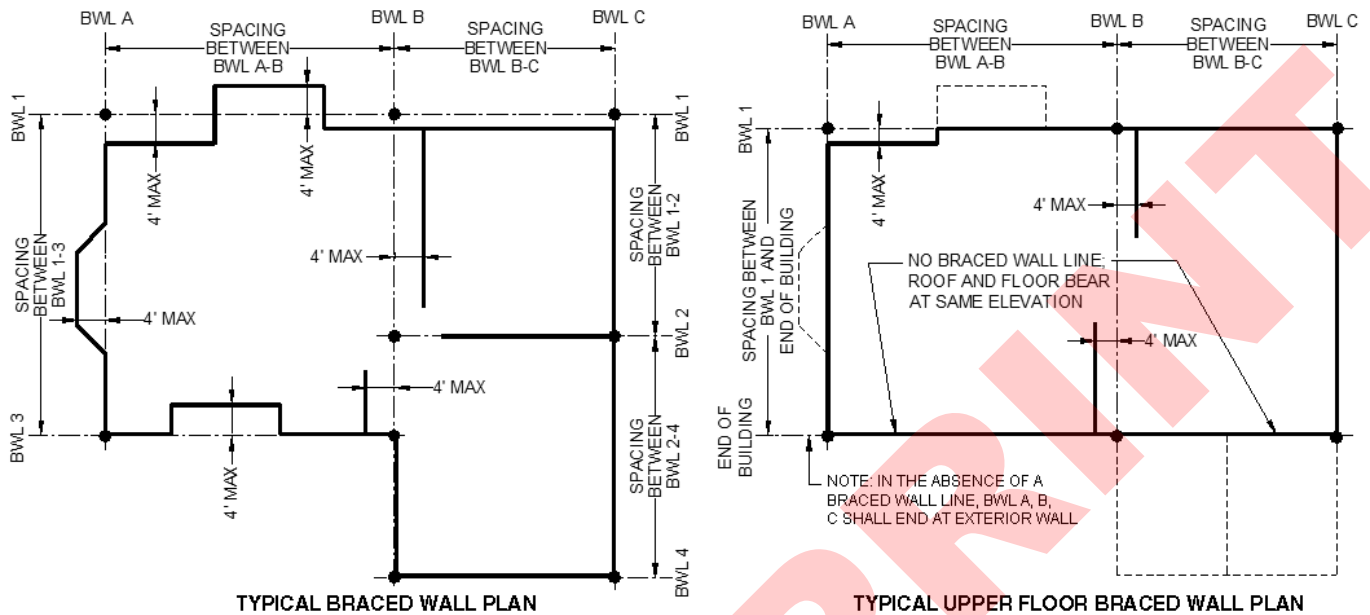 BWL A
SPACING
BETWEEN
BWL A-B
BWL B
SPACING
BETWEEN
BWL B-C
BWL C
BWL 1
BWL 1
4' MAX
4' MAX
SPACING
BETWEEN
BWL 1-3
SPACING
BETWEEN
BWL 1-2
4' MAX
4' MAX
BWL 2
4' MAX
BWL 3
4' MAX
SPACING
BETWEEN
BWL 2-4
BWL 4
TYPICAL BRACED WALL PLAN
BWL A
SPACING
BETWEEN
BWL A-B
BWL B
SPACING
BETWEEN
BWL B-C
BWL C
BWL 1
BWL 1
4' MAX
4' MAX
SPACING BETWEEN
BWL 1 AND
END OF BUILDING
NO BRACED WALL LINE;
ROOF AND FLOOR BEAR
AT SAME ELEVATION
4' MAX
END OF
BUILDING
NOTE: IN THE ABSENCE OF A
BRACED WALL LINE, BWL A, B,
C SHALL END AT EXTERIOR WALL
TYPICAL UPPER FLOOR BRACED WALL PLAN
PRINT